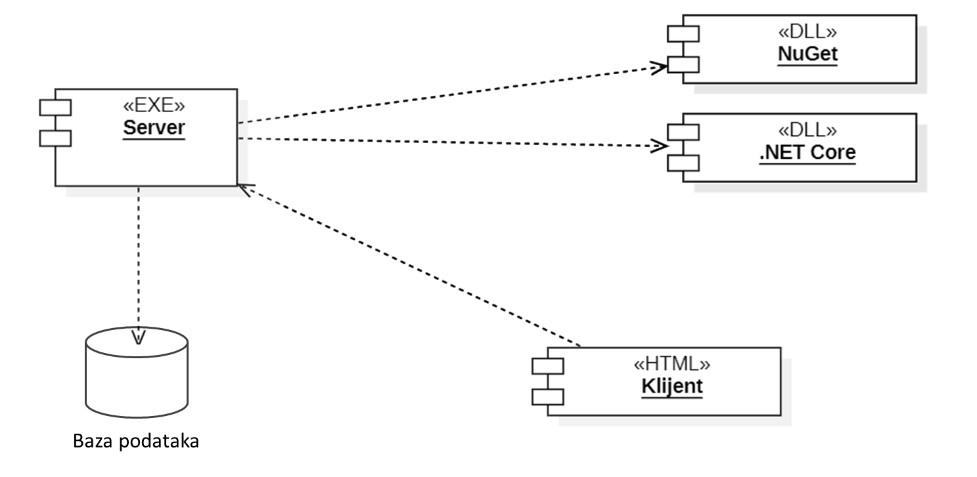 «DLL»
NuGet
«EXE»
Server
«DLL»
.NET Core
«HTML»
Klijent
Baza podataka